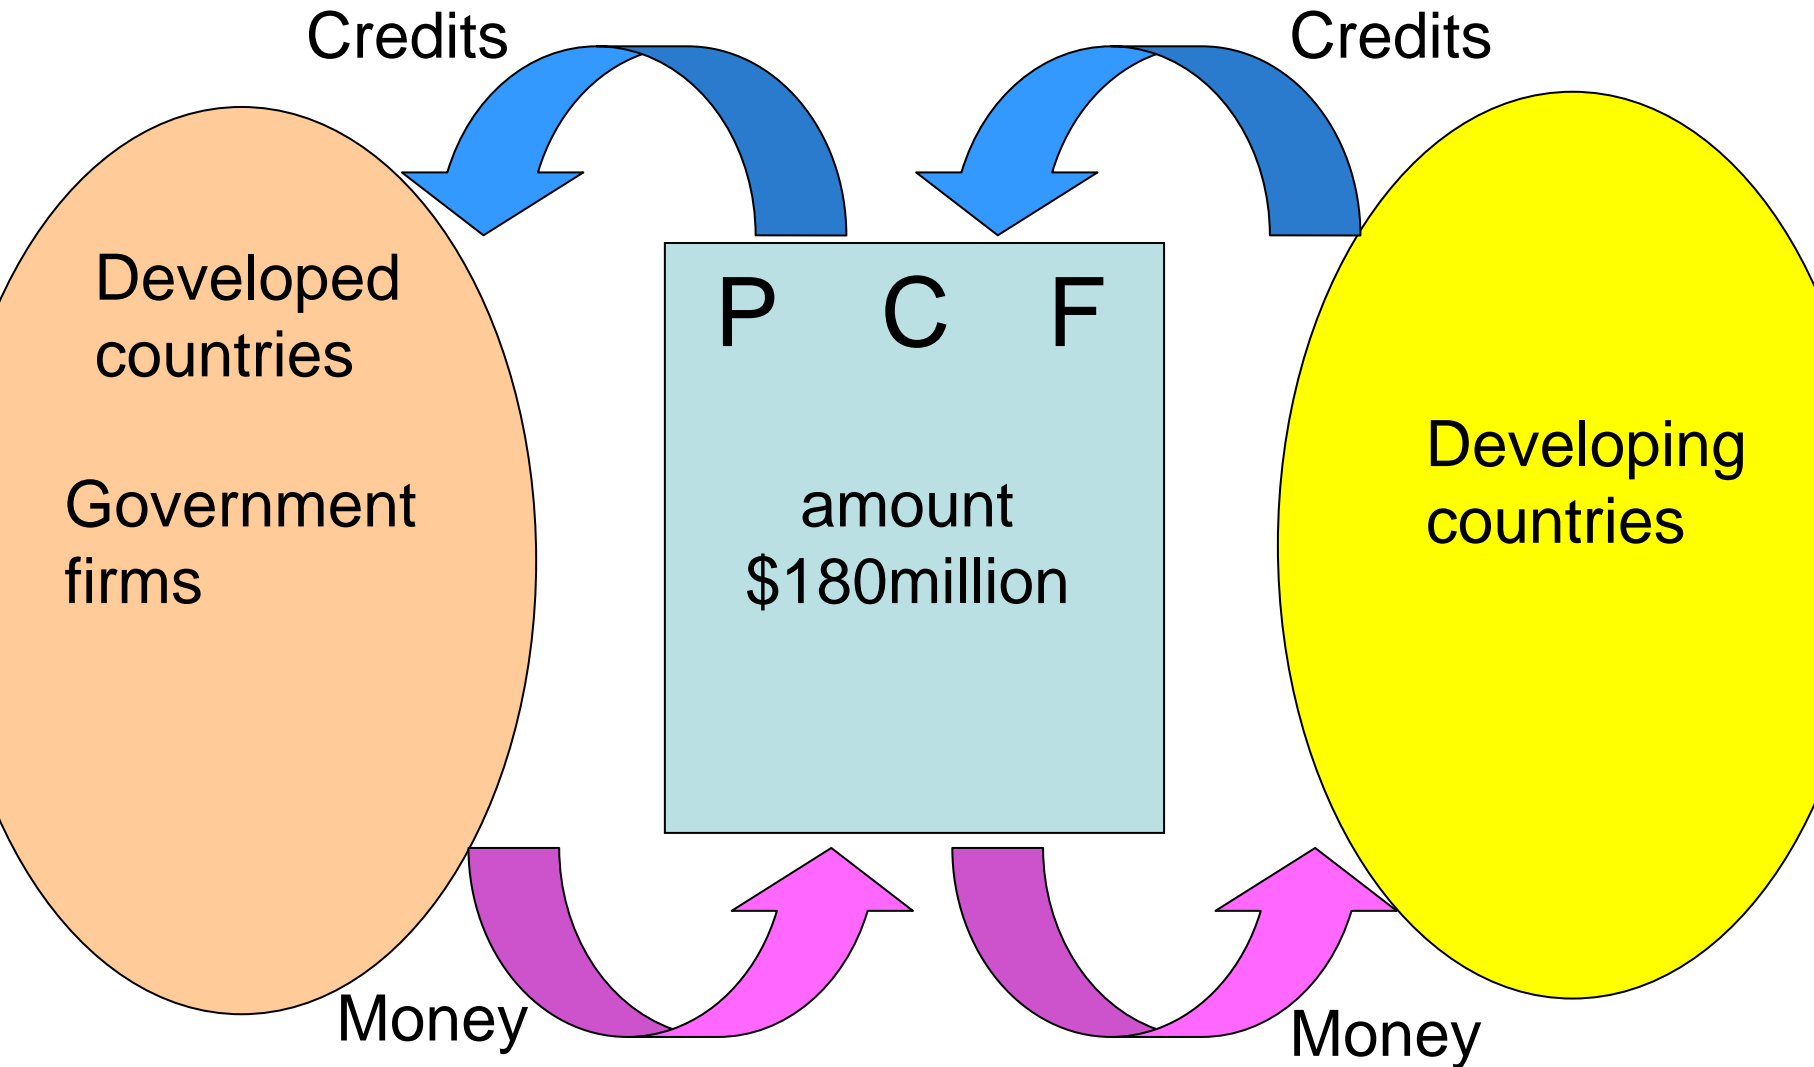 Credits
Credits
Developed
countries
Government
firms
P C F
amount
$180million
Developing
countries
Money
Money